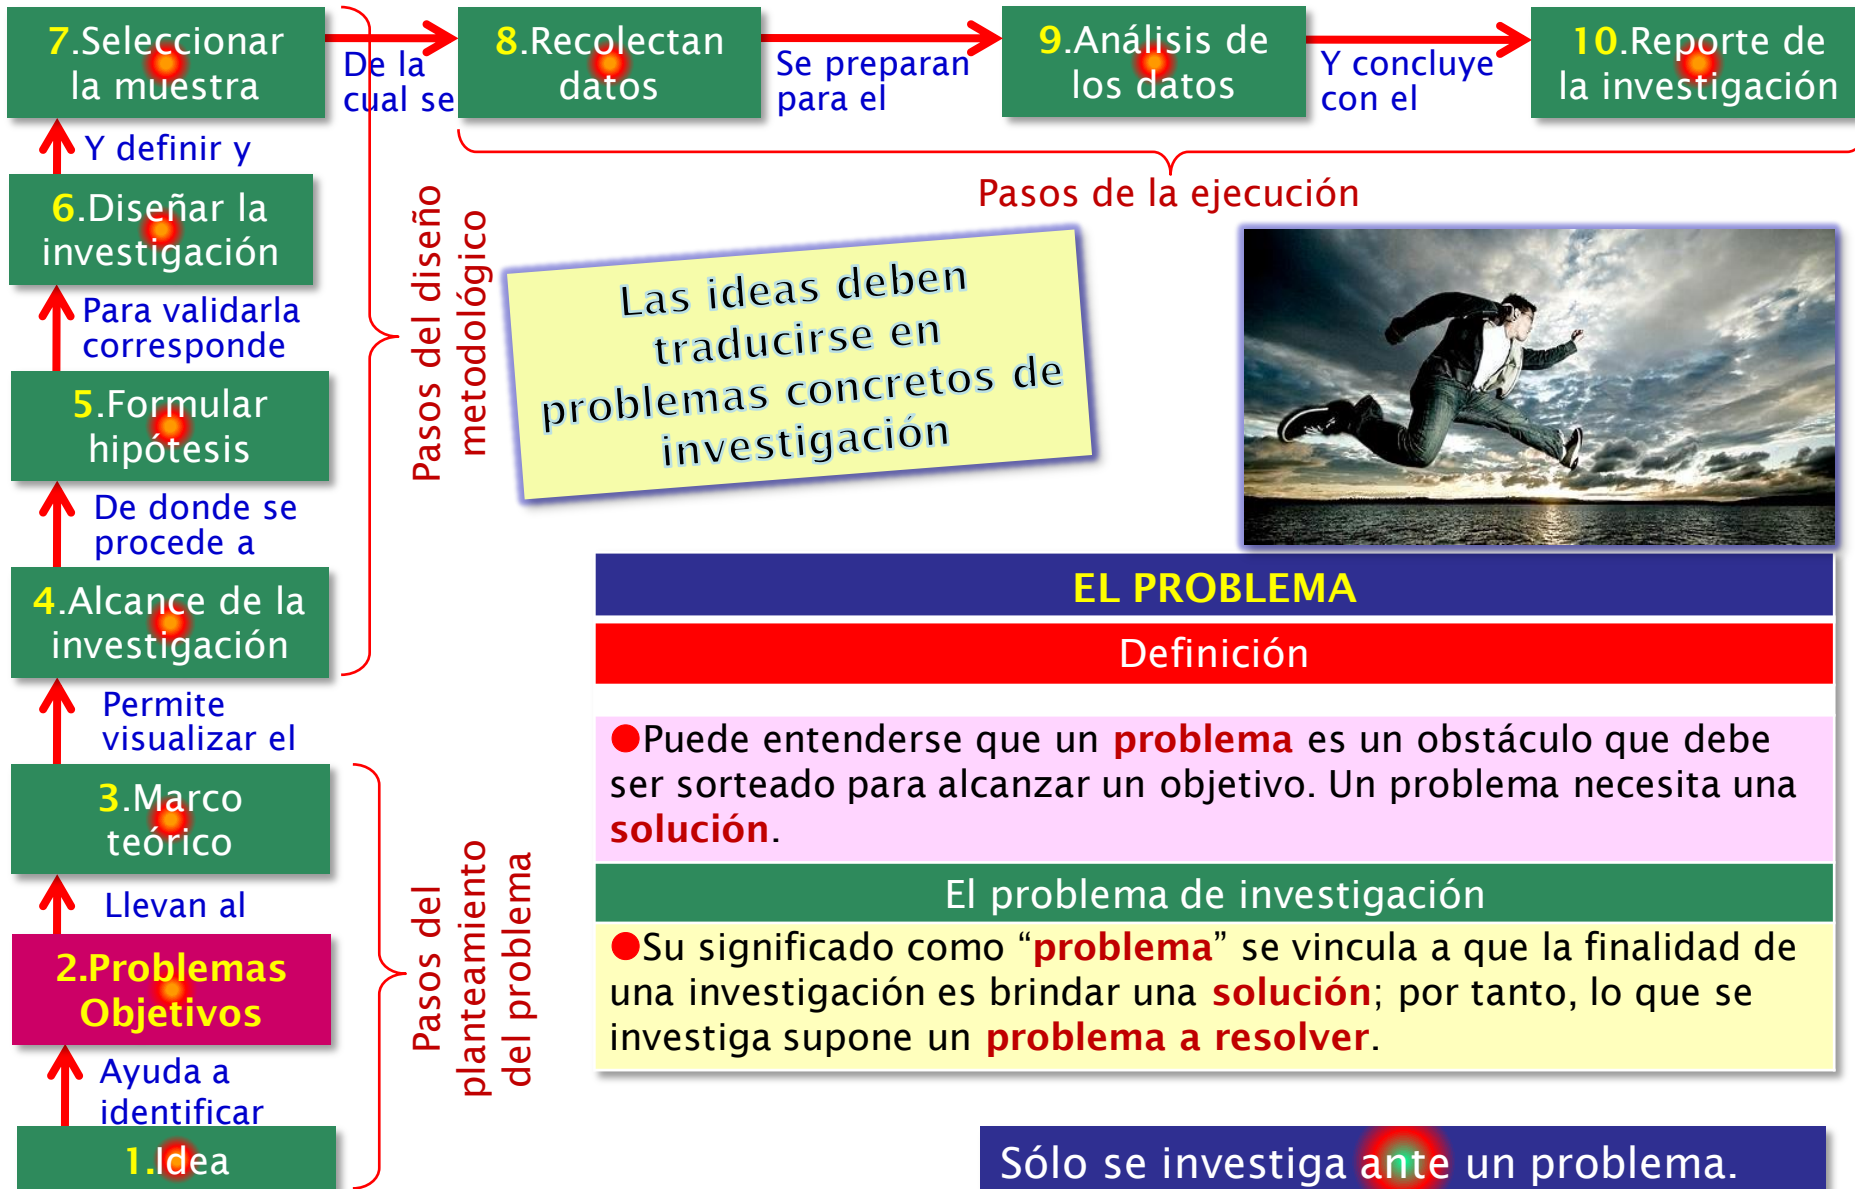 7.Seleccionar
la muestra
De la
cual se
8.Recolectan
datos
Se preparan
para el
9.Análisis de
los datos
Y concluye
con el
10.Reporte de
la investigación
Y definir y
Pasos de la ejecución
6.Diseñar la
investigación
Para validarla
corresponde
5.Formular
hipótesis
De donde se
procede a
4.Alcance de la
investigación
Pasos del diseño
metodológico
Las ideas deben
traducirse en
problemas concretos de
investigación
Permite
visualizar el
3.Marco
teórico
Llevan al
2.Problemas
Objetivos
Ayuda a
identificar
1.Idea
Pasos del
planteamiento
del problema
EL PROBLEMA
Definición
●Puede entenderse que un problema es un obstáculo que debe
ser sorteado para alcanzar un objetivo. Un problema necesita una
solución.
El problema de investigación
●Su significado como “problema” se vincula a que la finalidad de
una investigación es brindar una solución; por tanto, lo que se
investiga supone un problema a resolver.
Sólo se investiga ante un problema.